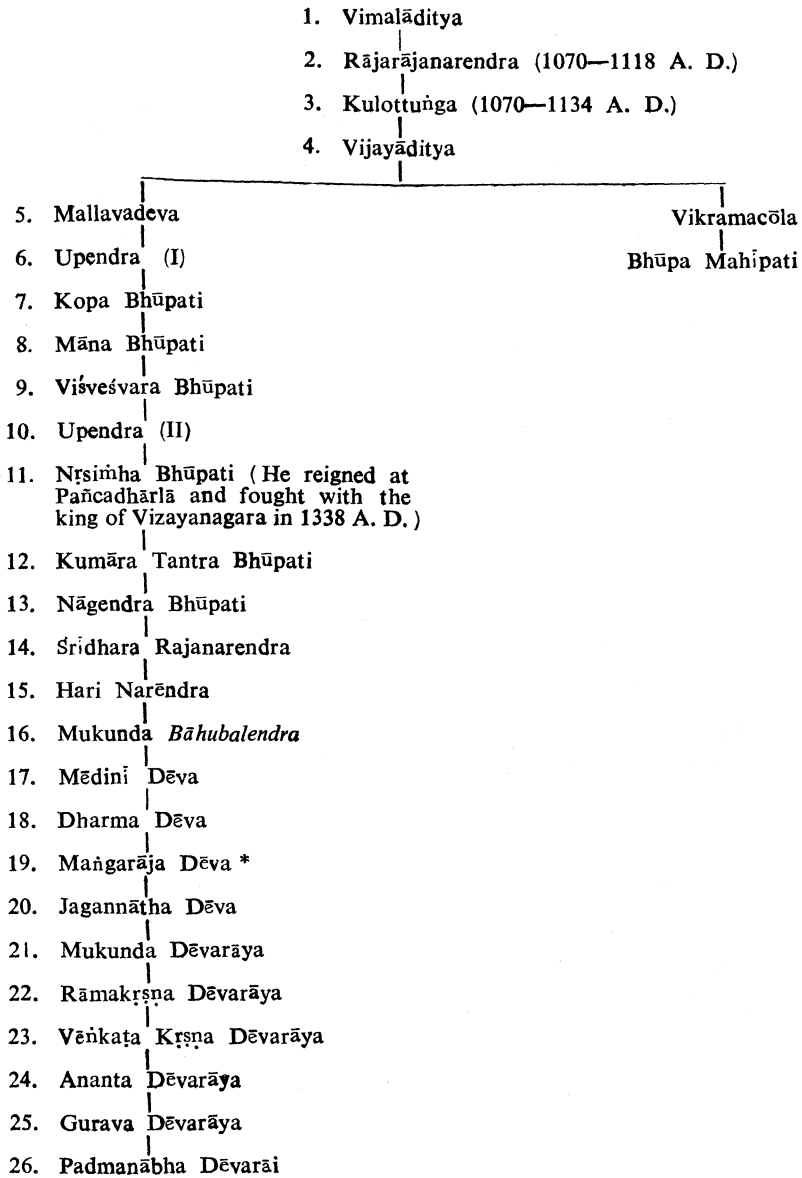 1. Vimalāditya
2. Rājarājanarendra (1070—1118 A. D.)
3. Kulottuṅga (1070—1134 A. D.)
4. Vijayāditya
5. Mallavadeva
Vikramacōla
6. Upendra (I)
Bhūpa Mahīpati
7. Kopa Bhūpati
8. Māna Bhūpati
9. Viśveśvara Bhūpati
10. Upendra (II)
11. Nṛsiṁha Bhūpati ( He reigned at
Pañcadhārlā and fought with the
king of Vizayanagara in 1338 A. D. )
12. Kumāra Tantra Bhūpati
13. Nāgendra Bhūpati
14. Śrīdhara Rajanarendra
15. Hari Narēndra
16. Mukunda Bāhubalendra
17. Mēdinī Dēva
18. Dharma Dēva
19. Maṅgarāja Dēva *
20. Jagannātha Dēva
21. Mukunda Dēvarāya
22. Rāmakṛṣṇa Dēvarāya
23. Vēṅkaṭa Kṛṣṇa Dēvarāya
24. Ananta Dēvarāya
25. Gurava Dēvarāya
26. Padmanābha Dēvarāi